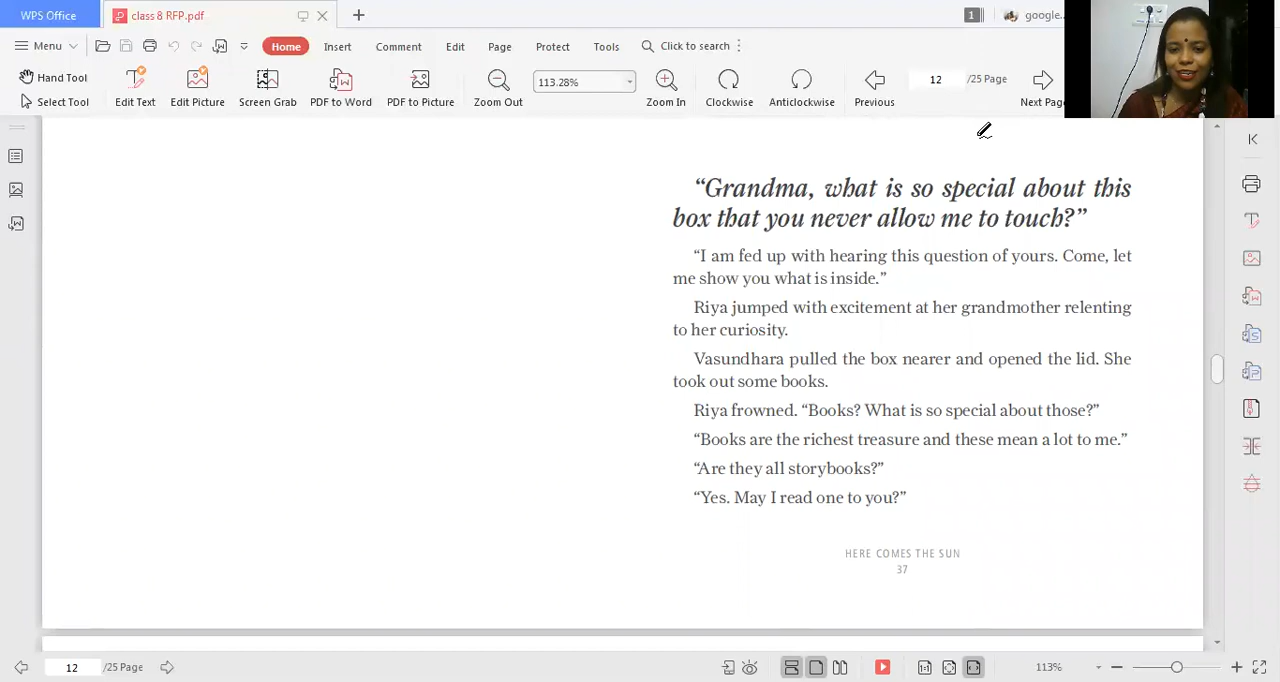 WPS Office
class 8 RFP.pdf
1
google...
Menu
Home
Insert
Comment
Edit
Page
Protect
Tools
Click to search
Hand Tool
Select Tool
Edit Text
Edit Picture
Screen Grab
PDF to Word
PDF to Picture
Zoom Out
113.28%
Zoom In
Clockwise
Anticlockwise
Previous
12
/25 Page
Next Page
“Grandma, what is so special about this
box that you never allow me to touch?”
“I am fed up with hearing this question of yours. Come, let
me show you what is inside.”
Riya jumped with excitement at her grandmother relenting
to her curiosity.
Vasundhara pulled the box nearer and opened the lid. She
took out some books.
Riya frowned. “Books? What is so special about those?”
“Books are the richest treasure and these mean a lot to me.”
“Are they all storybooks?”
“Yes. May I read one to you?”
HERE COMES THE SUN
37
12
/25 Page
1:1
113%